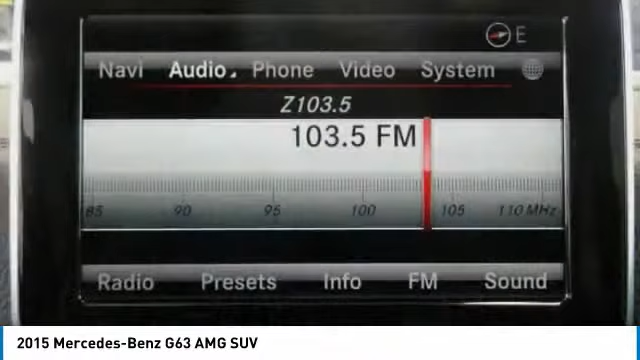 E
Navi Audio Phone Video System
Z103.5
103.5 FM
85 90 95 100 105 110 MHz
Radio Presets Info FM Sound
2015 Mercedes-Benz G63 AMG SUV